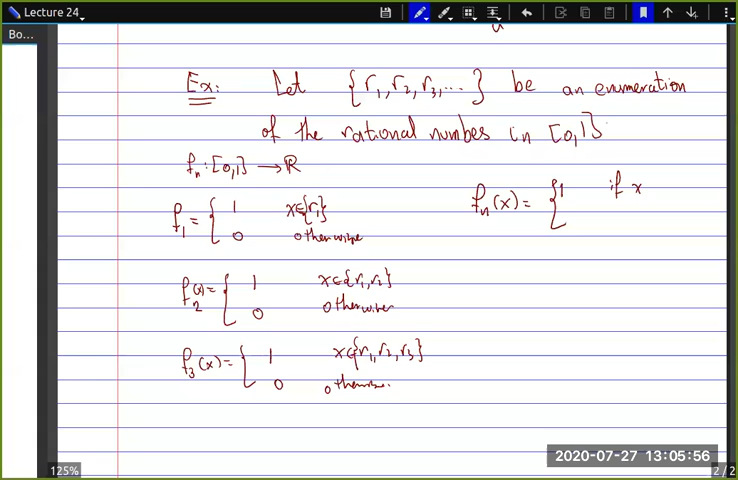 Lecture 24
Bo...
Ex: Let {r1, r2, r3, ...} be an enumeration
of the rational numbers in [0,1]
fn : [0,1] → ℝ
f1 = { 1 x∈{r1}
0 otherwise
fn(x) = { 1 if x
f2(x) = { 1 x∈{r1, r2}
0 otherwise
f3(x) = { 1 x∈{r1, r2, r3}
0 otherwise.
2020-07-27 13:05:56
125%
2/2